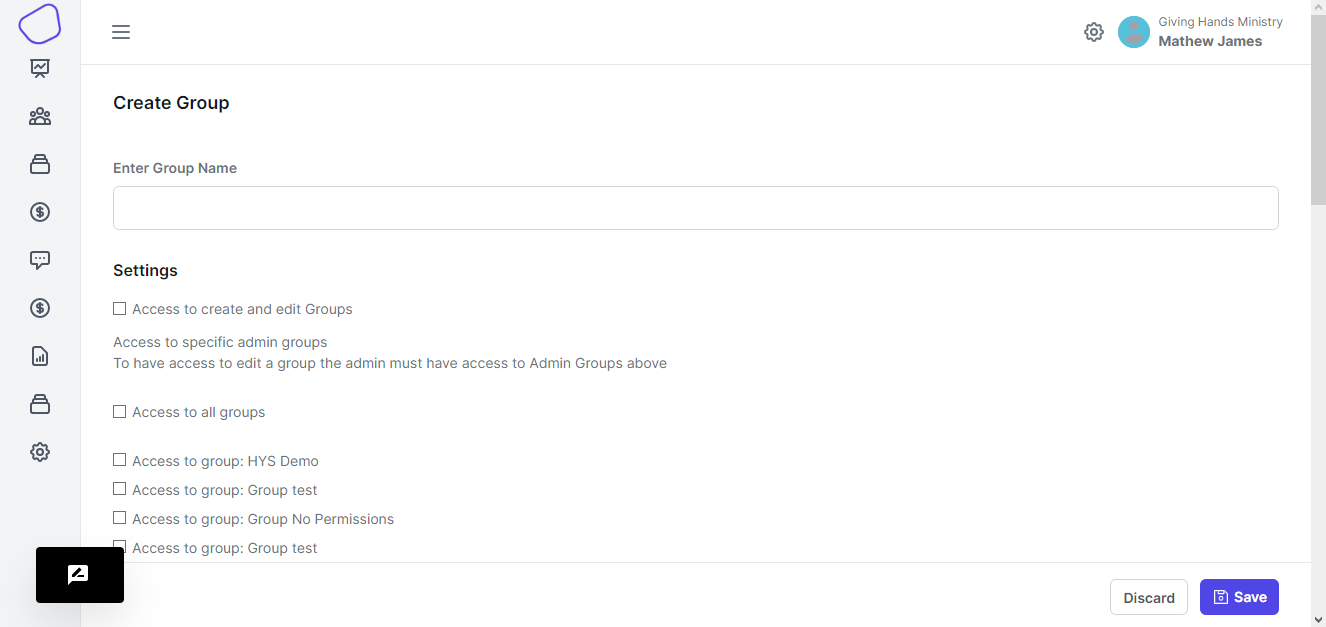 Giving Hands Ministry
Mathew James
Create Group
Enter Group Name
Settings
Access to create and edit Groups
Access to specific admin groups
To have access to edit a group the admin must have access to Admin Groups above
Access to all groups
Access to group: HYS Demo
Access to group: Group test
Access to group: Group No Permissions
Access to group: Group test
Discard
Save